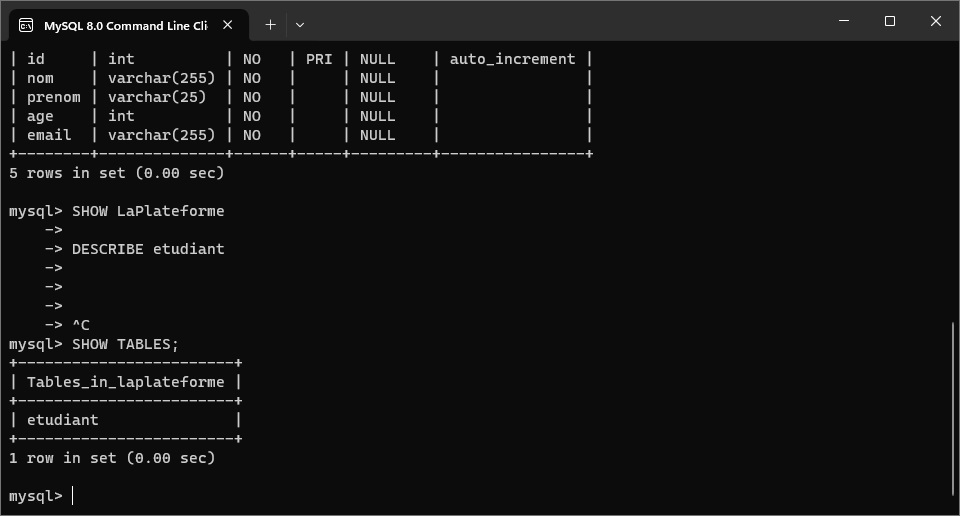 MySQL 8.0 Command Line Cli
| id     | int          | NO   | PRI | NULL    | auto_increment |
| nom    | varchar(255) | NO   |     | NULL    |                |
| prenom | varchar(25)  | NO   |     | NULL    |                |
| age    | int          | NO   |     | NULL    |                |
| email  | varchar(255) | NO   |     | NULL    |                |
+--------+--------------+------+-----+---------+----------------+
5 rows in set (0.00 sec)

mysql> SHOW LaPlateforme
    ->
    -> DESCRIBE etudiant
    ->
    ->
    ->
    -> ^C
mysql> SHOW TABLES;
+------------------------+
| Tables_in_laplateforme |
+------------------------+
| etudiant               |
+------------------------+
1 row in set (0.00 sec)

mysql>